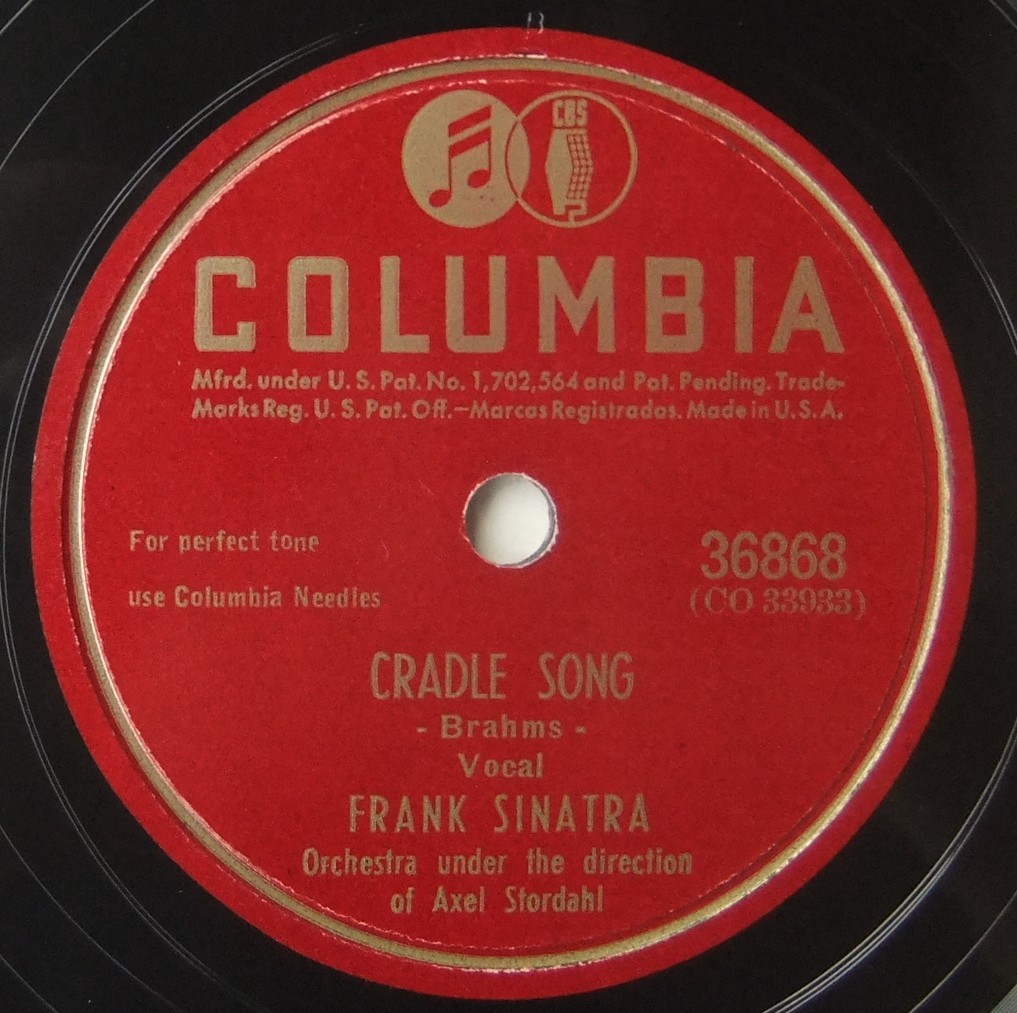 CBS
COLUMBIA
Mfrd. under U. S. Pat. No. 1,702,564 and Pat. Pending. Trade-
Marks Reg. U. S. Pat. Off.—Marcas Registradas. Made in U. S. A.
For perfect tone
use Columbia Needles
36868
(CO 33933)
CRADLE SONG
- Brahms -
Vocal
FRANK SINATRA
Orchestra under the direction
of Axel Stordahl